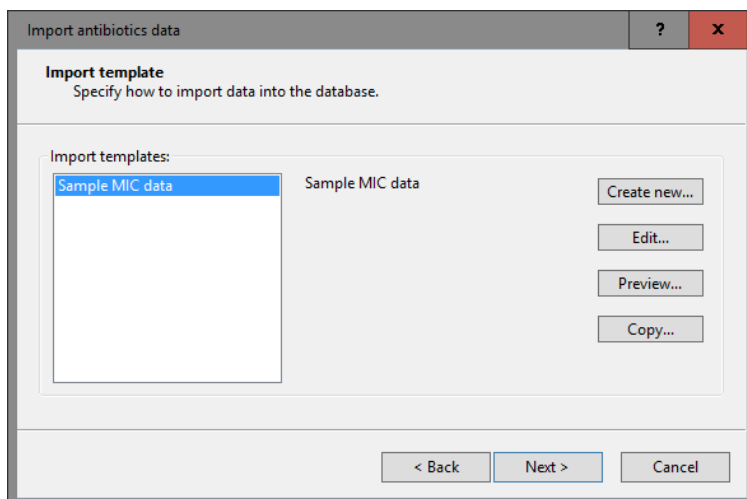 Import antibiotics data
? x
Import template
Specify how to import data into the database.
Import templates:
Sample MIC data
Sample MIC data
Create new...
Edit...
Preview...
Copy...
< Back
Next >
Cancel